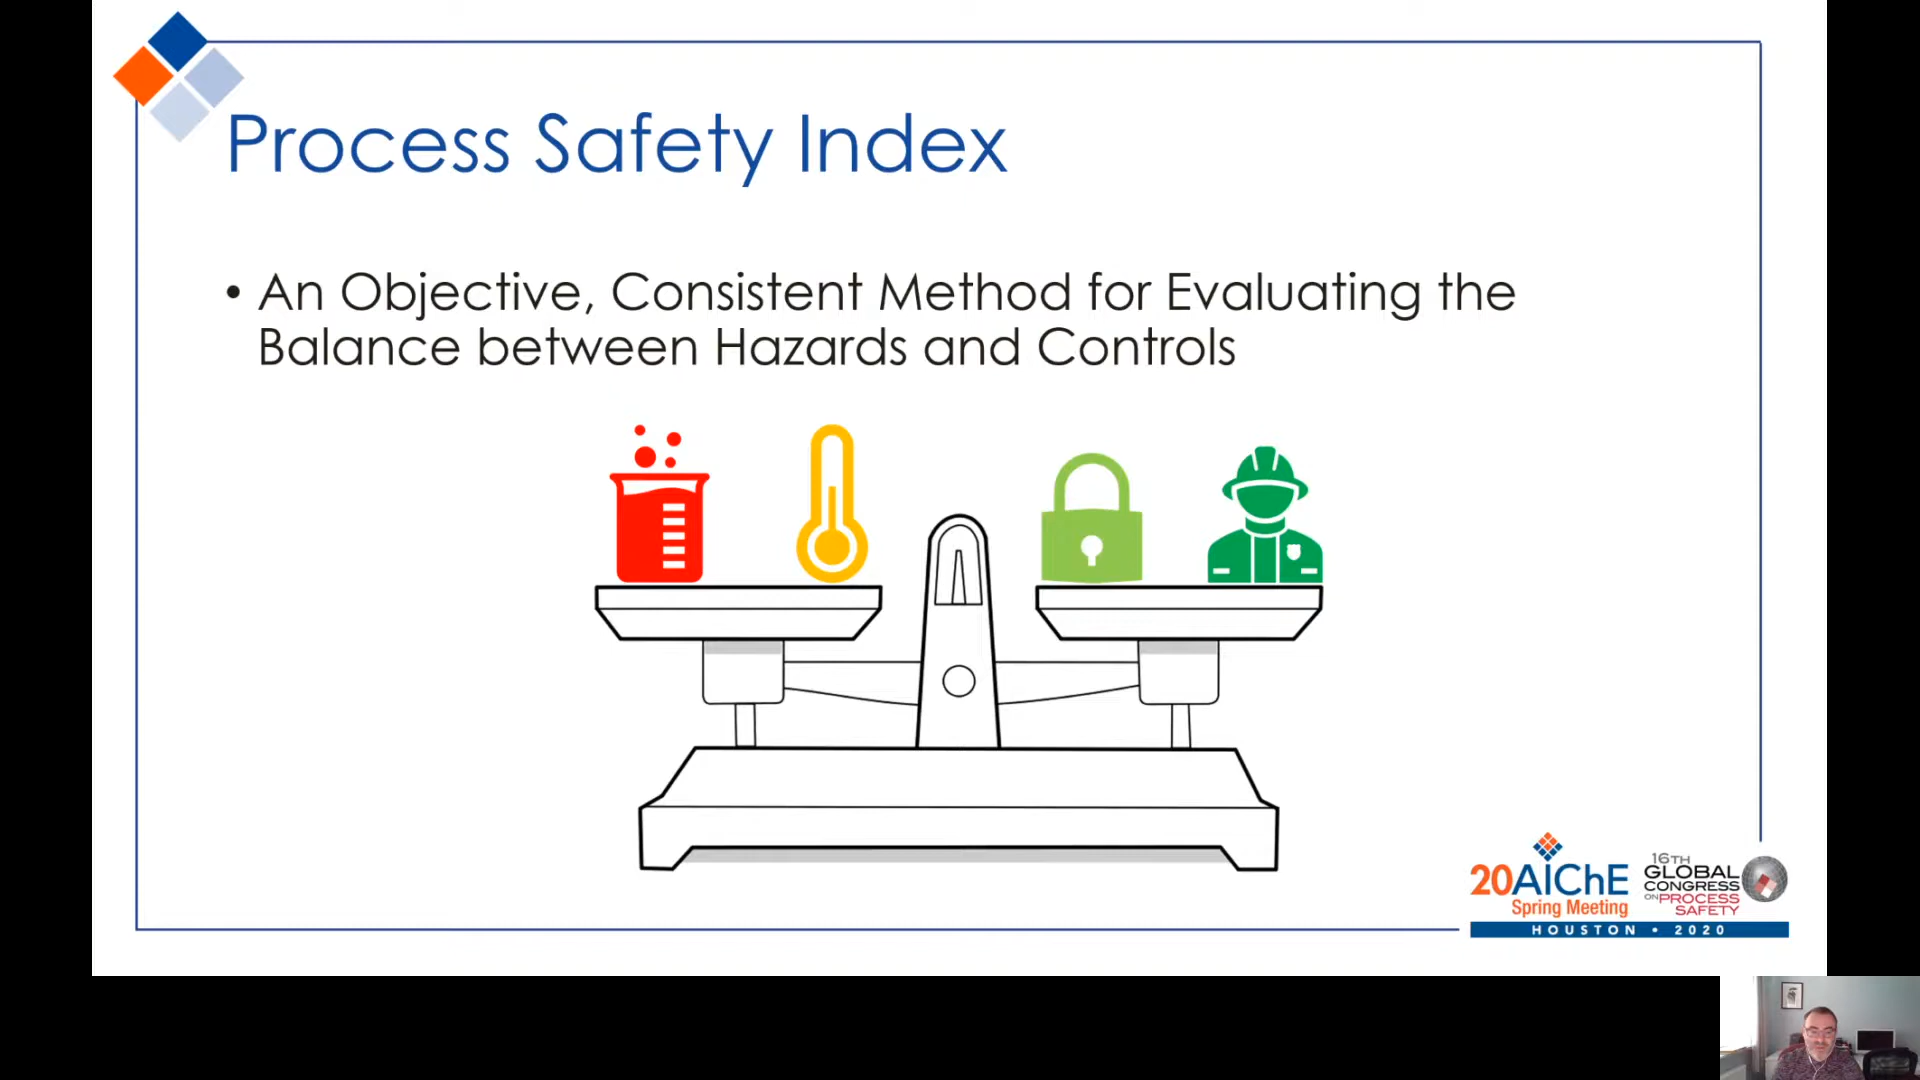 Process Safety Index
• An Objective, Consistent Method for Evaluating the
Balance between Hazards and Controls
20AIChE
Spring Meeting
16TH
GLOBAL
CONGRESS
ON PROCESS
SAFETY
HOUSTON • 2020